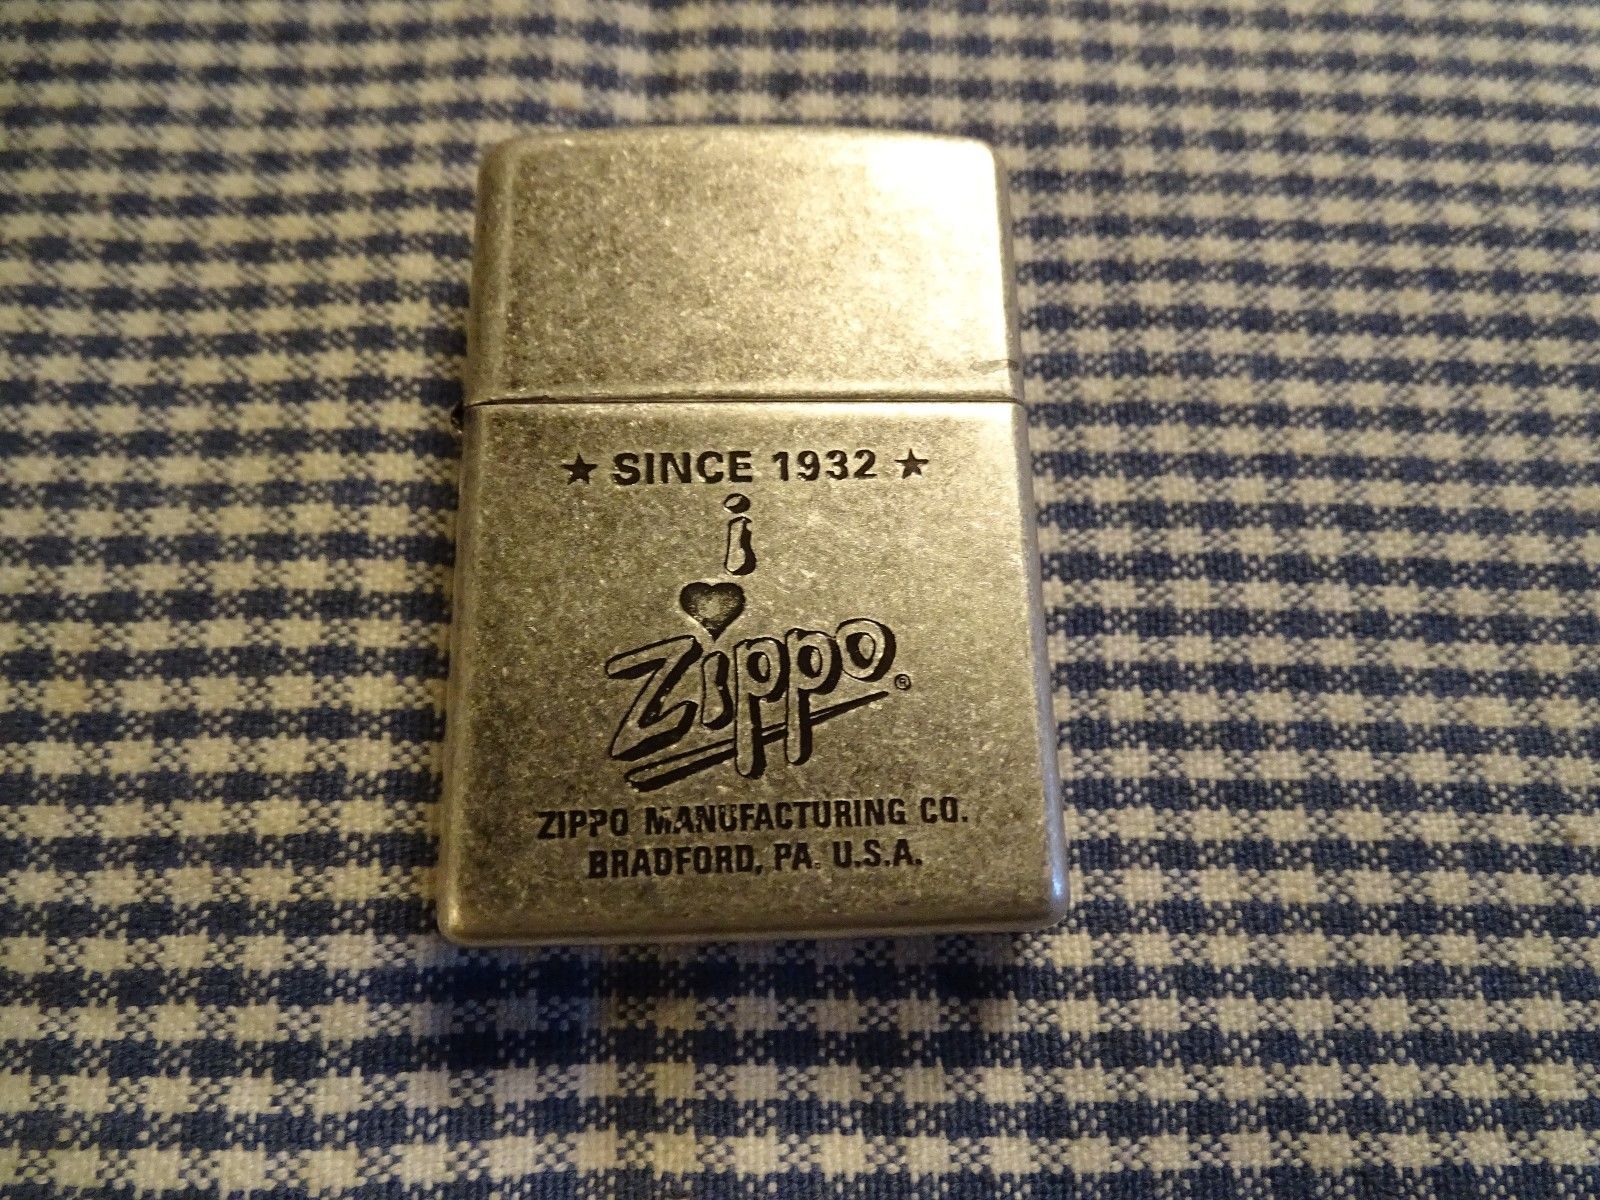 ★ SINCE 1932 ★
i
♥
Zippo®
ZIPPO MANUFACTURING CO.
BRADFORD, PA. U.S.A.